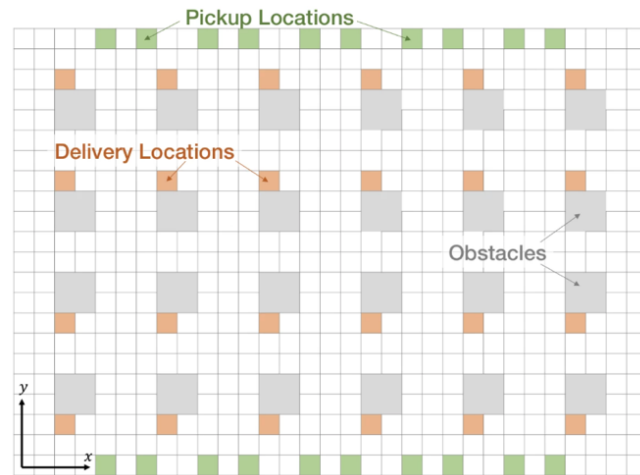 Pickup Locations
Delivery Locations
Obstacles
y
x